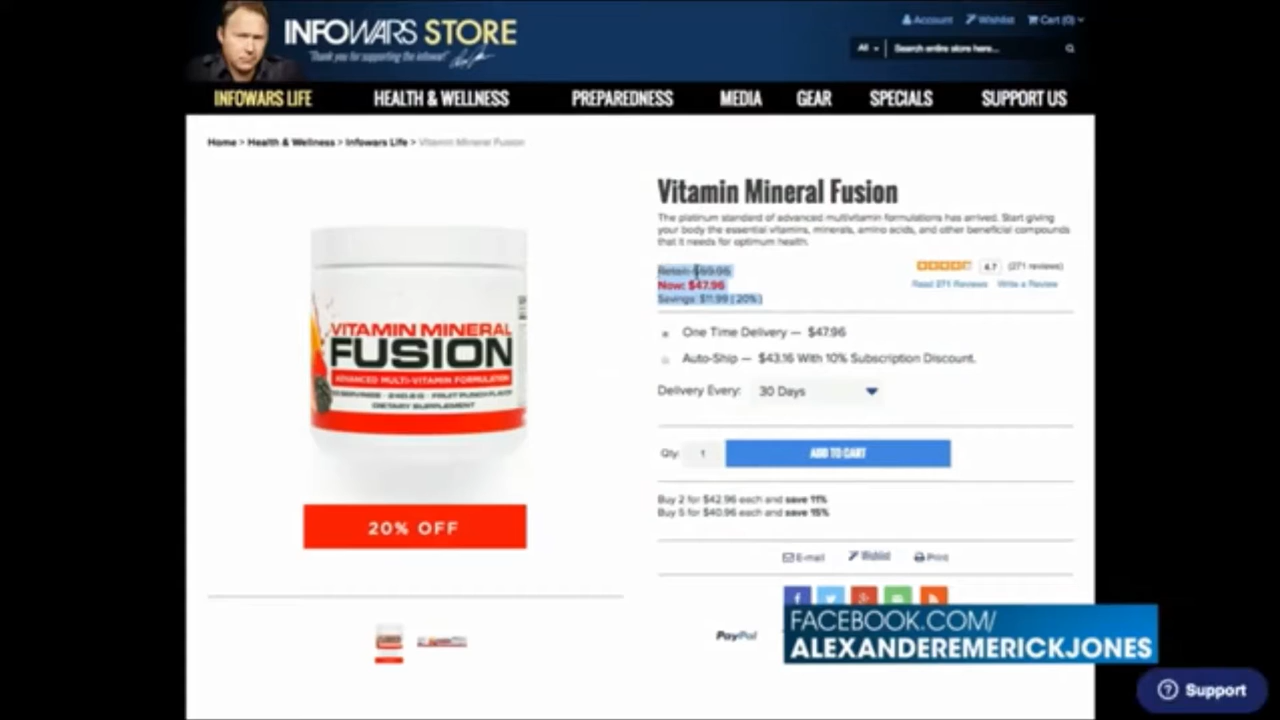 INFOWARS STORE
"Thank you for supporting the infowar!"
Account Wishlist Cart (0)
All Search entire store here...
INFOWARS LIFE HEALTH & WELLNESS PREPAREDNESS MEDIA GEAR SPECIALS SUPPORT US
Home > Health & Wellness > Infowars Life > Vitamin Mineral Fusion
Vitamin Mineral Fusion
The platinum standard of advanced multivitamin formulations has arrived. Start giving
your body the essential vitamins, minerals, amino acids, and other beneficial compounds
that it needs for optimum health.
Retail: $59.95
Now: $47.96
Savings: $11.99 ( 20% )
4.7 (271 reviews)
Read 271 Reviews Write a Review
One Time Delivery — $47.96
Auto-Ship — $43.16 With 10% Subscription Discount.
Delivery Every: 30 Days
Qty: 1 ADD TO CART
Buy 2 for $42.96 each and save 11%
Buy 5 for $40.96 each and save 15%
E-mail Wishlist Print
VITAMIN MINERAL
FUSION
ADVANCED MULTI-VITAMIN FORMULATION
FRUIT PUNCH FLAVOR
DIETARY SUPPLEMENT
20% OFF
PayPal
FACEBOOK.COM/
ALEXANDEREMERICKJONES
Support